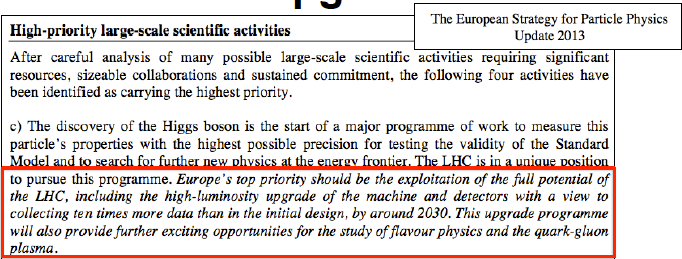 The European Strategy for Particle Physics
Update 2013
High-priority large-scale scientific activities
After careful analysis of many possible large-scale scientific activities requiring significant
resources, sizeable collaborations and sustained commitment, the following four activities have
been identified as carrying the highest priority.
c) The discovery of the Higgs boson is the start of a major programme of work to measure this
particle's properties with the highest possible precision for testing the validity of the Standard
Model and to search for further new physics at the energy frontier. The LHC is in a unique position
to pursue this programme. Europe's top priority should be the exploitation of the full potential of
the LHC, including the high-luminosity upgrade of the machine and detectors with a view to
collecting ten times more data than in the initial design, by around 2030. This upgrade programme
will also provide further exciting opportunities for the study of flavour physics and the quark-gluon
plasma.